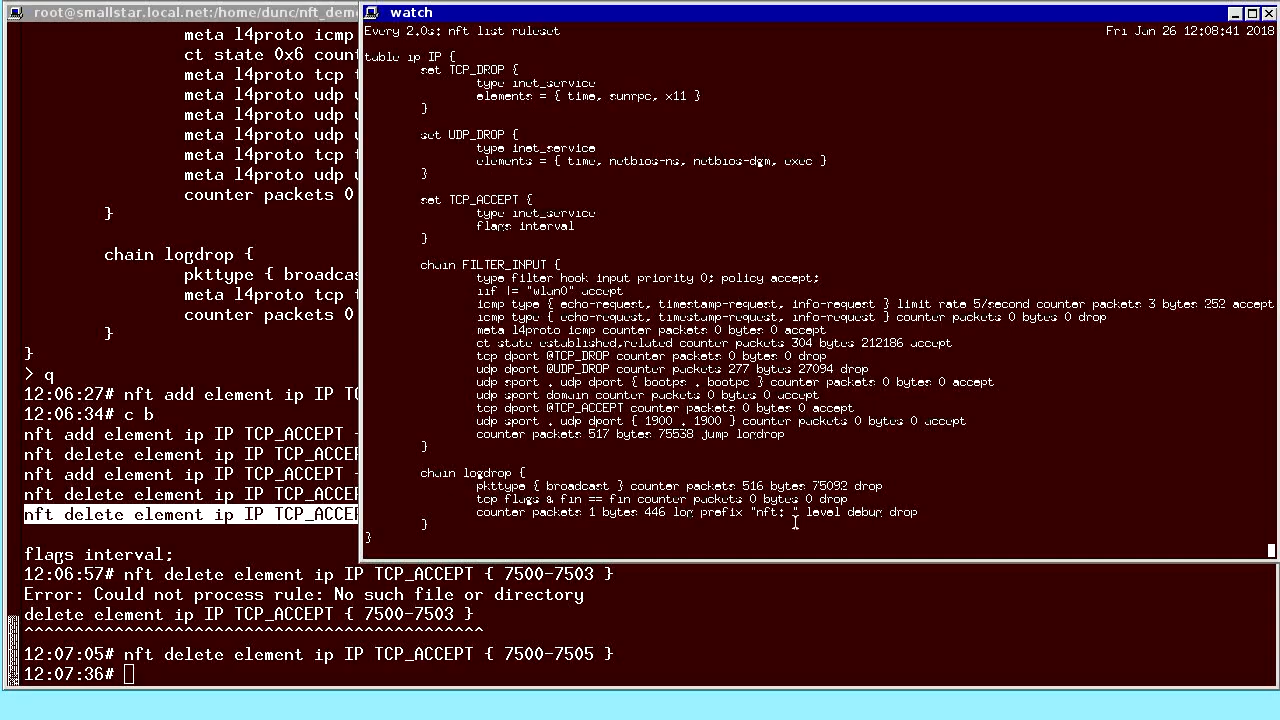 root@smallstar.local.net:/home/dunc/nft_dem
meta l4proto icmp
ct state 0x6 coun
meta l4proto tcp
meta l4proto udp
meta l4proto udp
meta l4proto udp
meta l4proto tcp
meta l4proto udp
counter packets 0
}
chain logdrop {
pkttype { broadcas
meta l4proto tcp
counter packets 0
}
}
> q
12:06:27# nft add element ip IP
12:06:34# c b
nft add element ip IP TCP_ACCEPT
nft delete element ip IP TCP_ACCEP
nft add element ip IP TCP_ACCEPT
nft delete element ip IP TCP_ACCEP
nft delete element ip IP TCP_ACCEP
flags interval;
12:06:57# nft delete element ip IP TCP_ACCEPT { 7500-7503 }
Error: Could not process rule: No such file or directory
delete element ip IP TCP_ACCEPT { 7500-7503 }
^^^^^^^^^^^^^^^^^^^^^^^^^^^^^^^^^^^^^^^^^^^^^^
12:07:05# nft delete element ip IP TCP_ACCEPT { 7500-7505 }
12:07:36#
watch
Every 2.0s: nft list ruleset Fri Jun 26 12:08:41 2018
table ip IP {
set TCP_DROP {
type inet_service
elements = { time, sunrpc, x11 }
}
set UDP_DROP {
type inet_service
elements = { time, netbios-ns, netbios-dgm, exec }
}
set TCP_ACCEPT {
type inet_service
flags interval
}
chain FILTER_INPUT {
type filter hook input priority 0; policy accept;
iif != "wlan0" accept
icmp type { echo-request, timestamp-request, info-request } limit rate 5/second counter packets 3 bytes 252 accept
icmp type { echo-request, timestamp-request, info-request } counter packets 0 bytes 0 drop
meta l4proto icmp counter packets 0 bytes 0 accept
ct state established,related counter packets 304 bytes 212186 accept
tcp dport @TCP_DROP counter packets 0 bytes 0 drop
udp dport @UDP_DROP counter packets 277 bytes 27094 drop
udp sport . udp dport { bootps . bootpc } counter packets 0 bytes 0 accept
udp sport domain counter packets 0 bytes 0 accept
tcp dport @TCP_ACCEPT counter packets 0 bytes 0 accept
udp sport . udp dport { 1900 . 1900 } counter packets 0 bytes 0 accept
counter packets 517 bytes 75538 jump logdrop
}
chain logdrop {
pkttype { broadcast } counter packets 516 bytes 75092 drop
tcp flags & fin == fin counter packets 0 bytes 0 drop
counter packets 1 bytes 446 log prefix "nft: " level debug drop
}
}